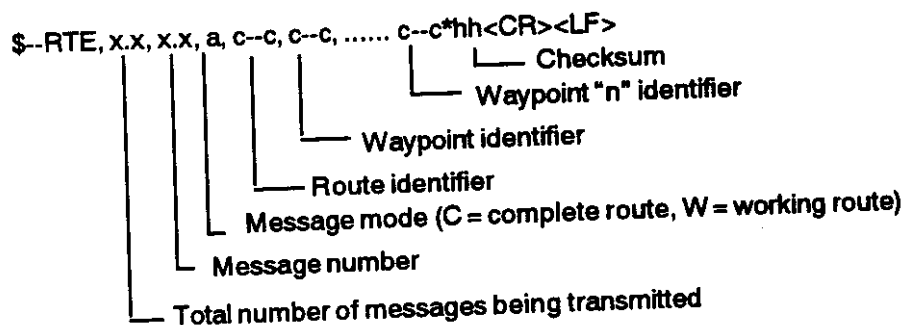 $--RTE, x.x, x.x, a, c--c, c--c, ...... c--c*hh<CR><LF>
Checksum
Waypoint "n" identifier
Waypoint identifier
Route identifier
Message mode (C = complete route, W = working route)
Message number
Total number of messages being transmitted